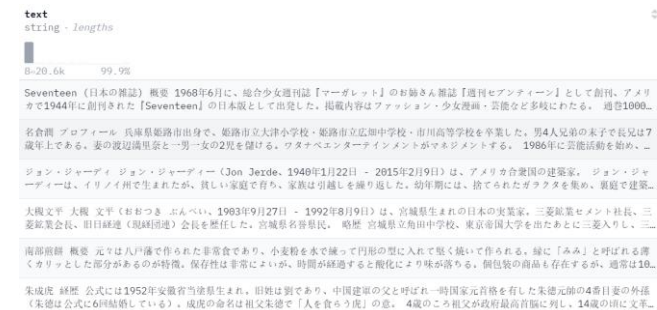 text
string · lengths
8–20.6k 99.9%
Seventeen (日本の雑誌) 概要 1968年6月に、総合少女週刊誌『マーガレット』のお姉さん雑誌『週刊セブンティーン』として創刊、アメリ
カで1944年に創刊された『Seventeen』の日本版として出発した。掲載内容はファッション・少女漫画・芸能など多岐にわたる。 通巻1000…
名倉潤 プロフィール 兵庫県姫路市出身で、姫路市立大津小学校・姫路市立広畑中学校・市川高等学校を卒業した。男4人兄弟の末子で長兄は7
歳年上である。妻の渡辺満里奈と一男一女の2児を儲ける。ワタナベエンターテインメントがマネジメントする。 1986年に芸能活動を始め、…
ジョン・ジャーディ ジョン・ジャーディー (Jon Jerde、1940年1月22日 - 2015年2月9日) は、アメリカ合衆国の建築家。 ジョン・ジャ
ーディーは、イリノイ州で生まれたが、貧しい家庭で育ち、家族は引越しを繰り返した。幼年期には、捨てられたガラクタを集め、裏庭で建築…
大槻文平 大槻 文平 (おおつき ぶんぺい、1903年9月27日 - 1992年8月9日) は、宮城県生まれの日本の実業家。三菱鉱業セメント社長、三
菱鉱業会長、旧日経連 (現経団連) 会長を歴任した。宮城県名誉県民。 略歴 宮城県立角田中学校、東京帝国大学を出たあとに三菱入りし、三…
南部煎餅 概要 元々は八戸藩で作られた非常食であり、小麦粉を水で練って円形の型に入れて堅く焼いて作られる。縁に「みみ」と呼ばれる薄
くカリッとした部分があるのが特徴。保存性は非常によいが、時間が経過すると酸化により味が落ちる。個包装の商品も存在するが、通常は10…
朱成虎 経歴 公式には1952年安徽省当塗県生まれ。旧姓は劉であり、中国建軍の父と呼ばれ一時国家元首格を有した朱徳元帥の4番目妻の外孫
(朱徳は公式に6回結婚している)。成虎の命名は祖父朱徳で「人を食らう虎」の意。 4歳のころ祖父が政府最高首脳に列し、14歳の頃に文革…